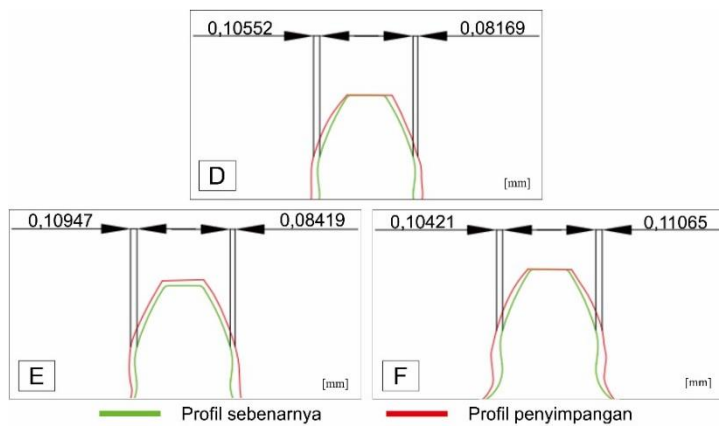 0,10552 0,08169
D [mm]
0,10947 0,08419
E [mm]
0,10421 0,11065
F [mm]
Profil sebenarnya Profil penyimpangan